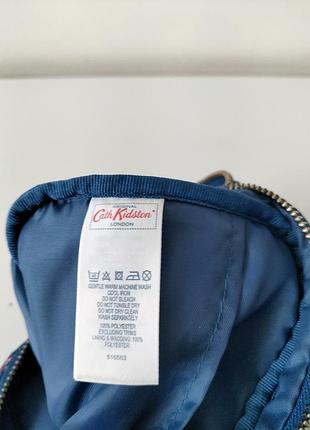 ORIGINAL
Cath Kidston
LONDON
GENTLE WARM MACHINE WASH
COOL IRON
DO NOT BLEACH
DO NOT TUMBLE DRY
DO NOT DRY CLEAN
WASH SEPARATELY
100% POLYESTER
EXCLUDING TRIMS
LINING & WADDING: 100%
POLYESTER